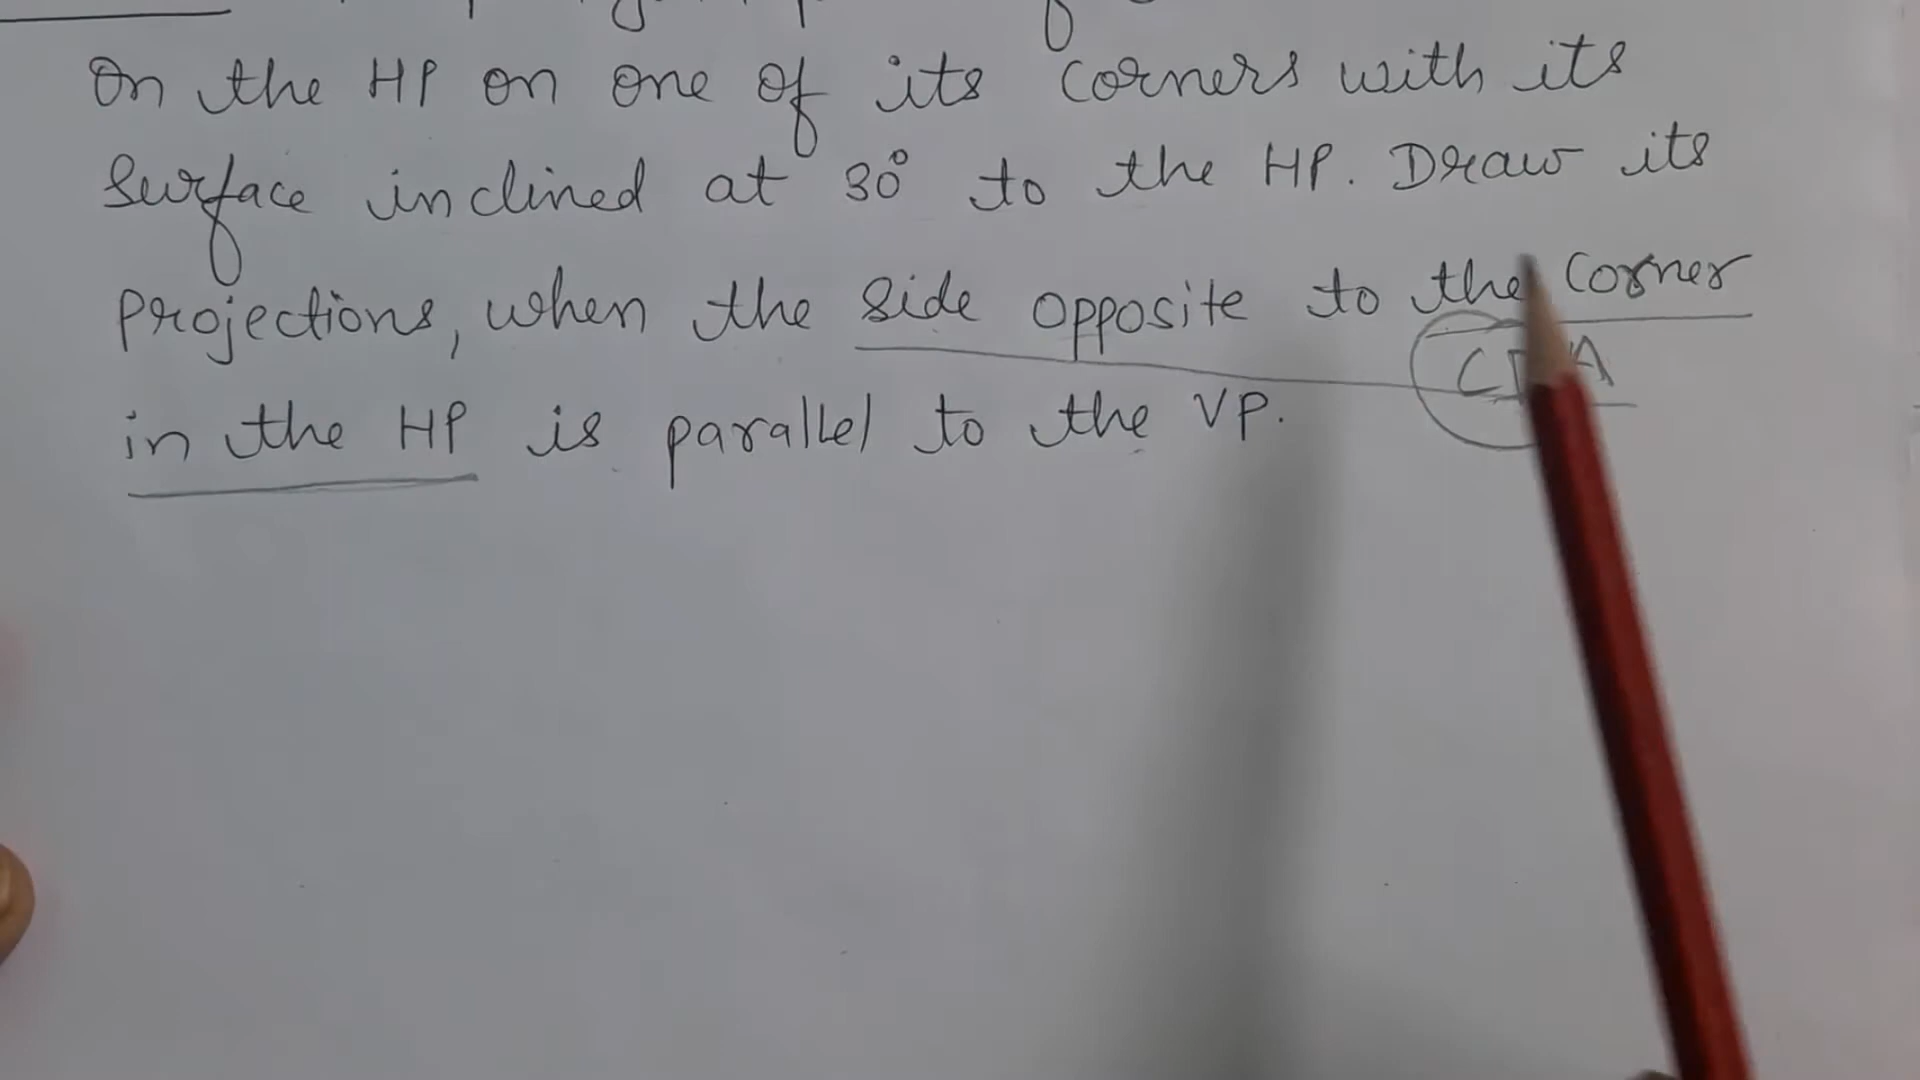 On the HP on one of its corners with its
Surface inclined at 30° to the HP. Draw its
Projections, when the side opposite to the corner
in the HP is parallel to the VP.
A